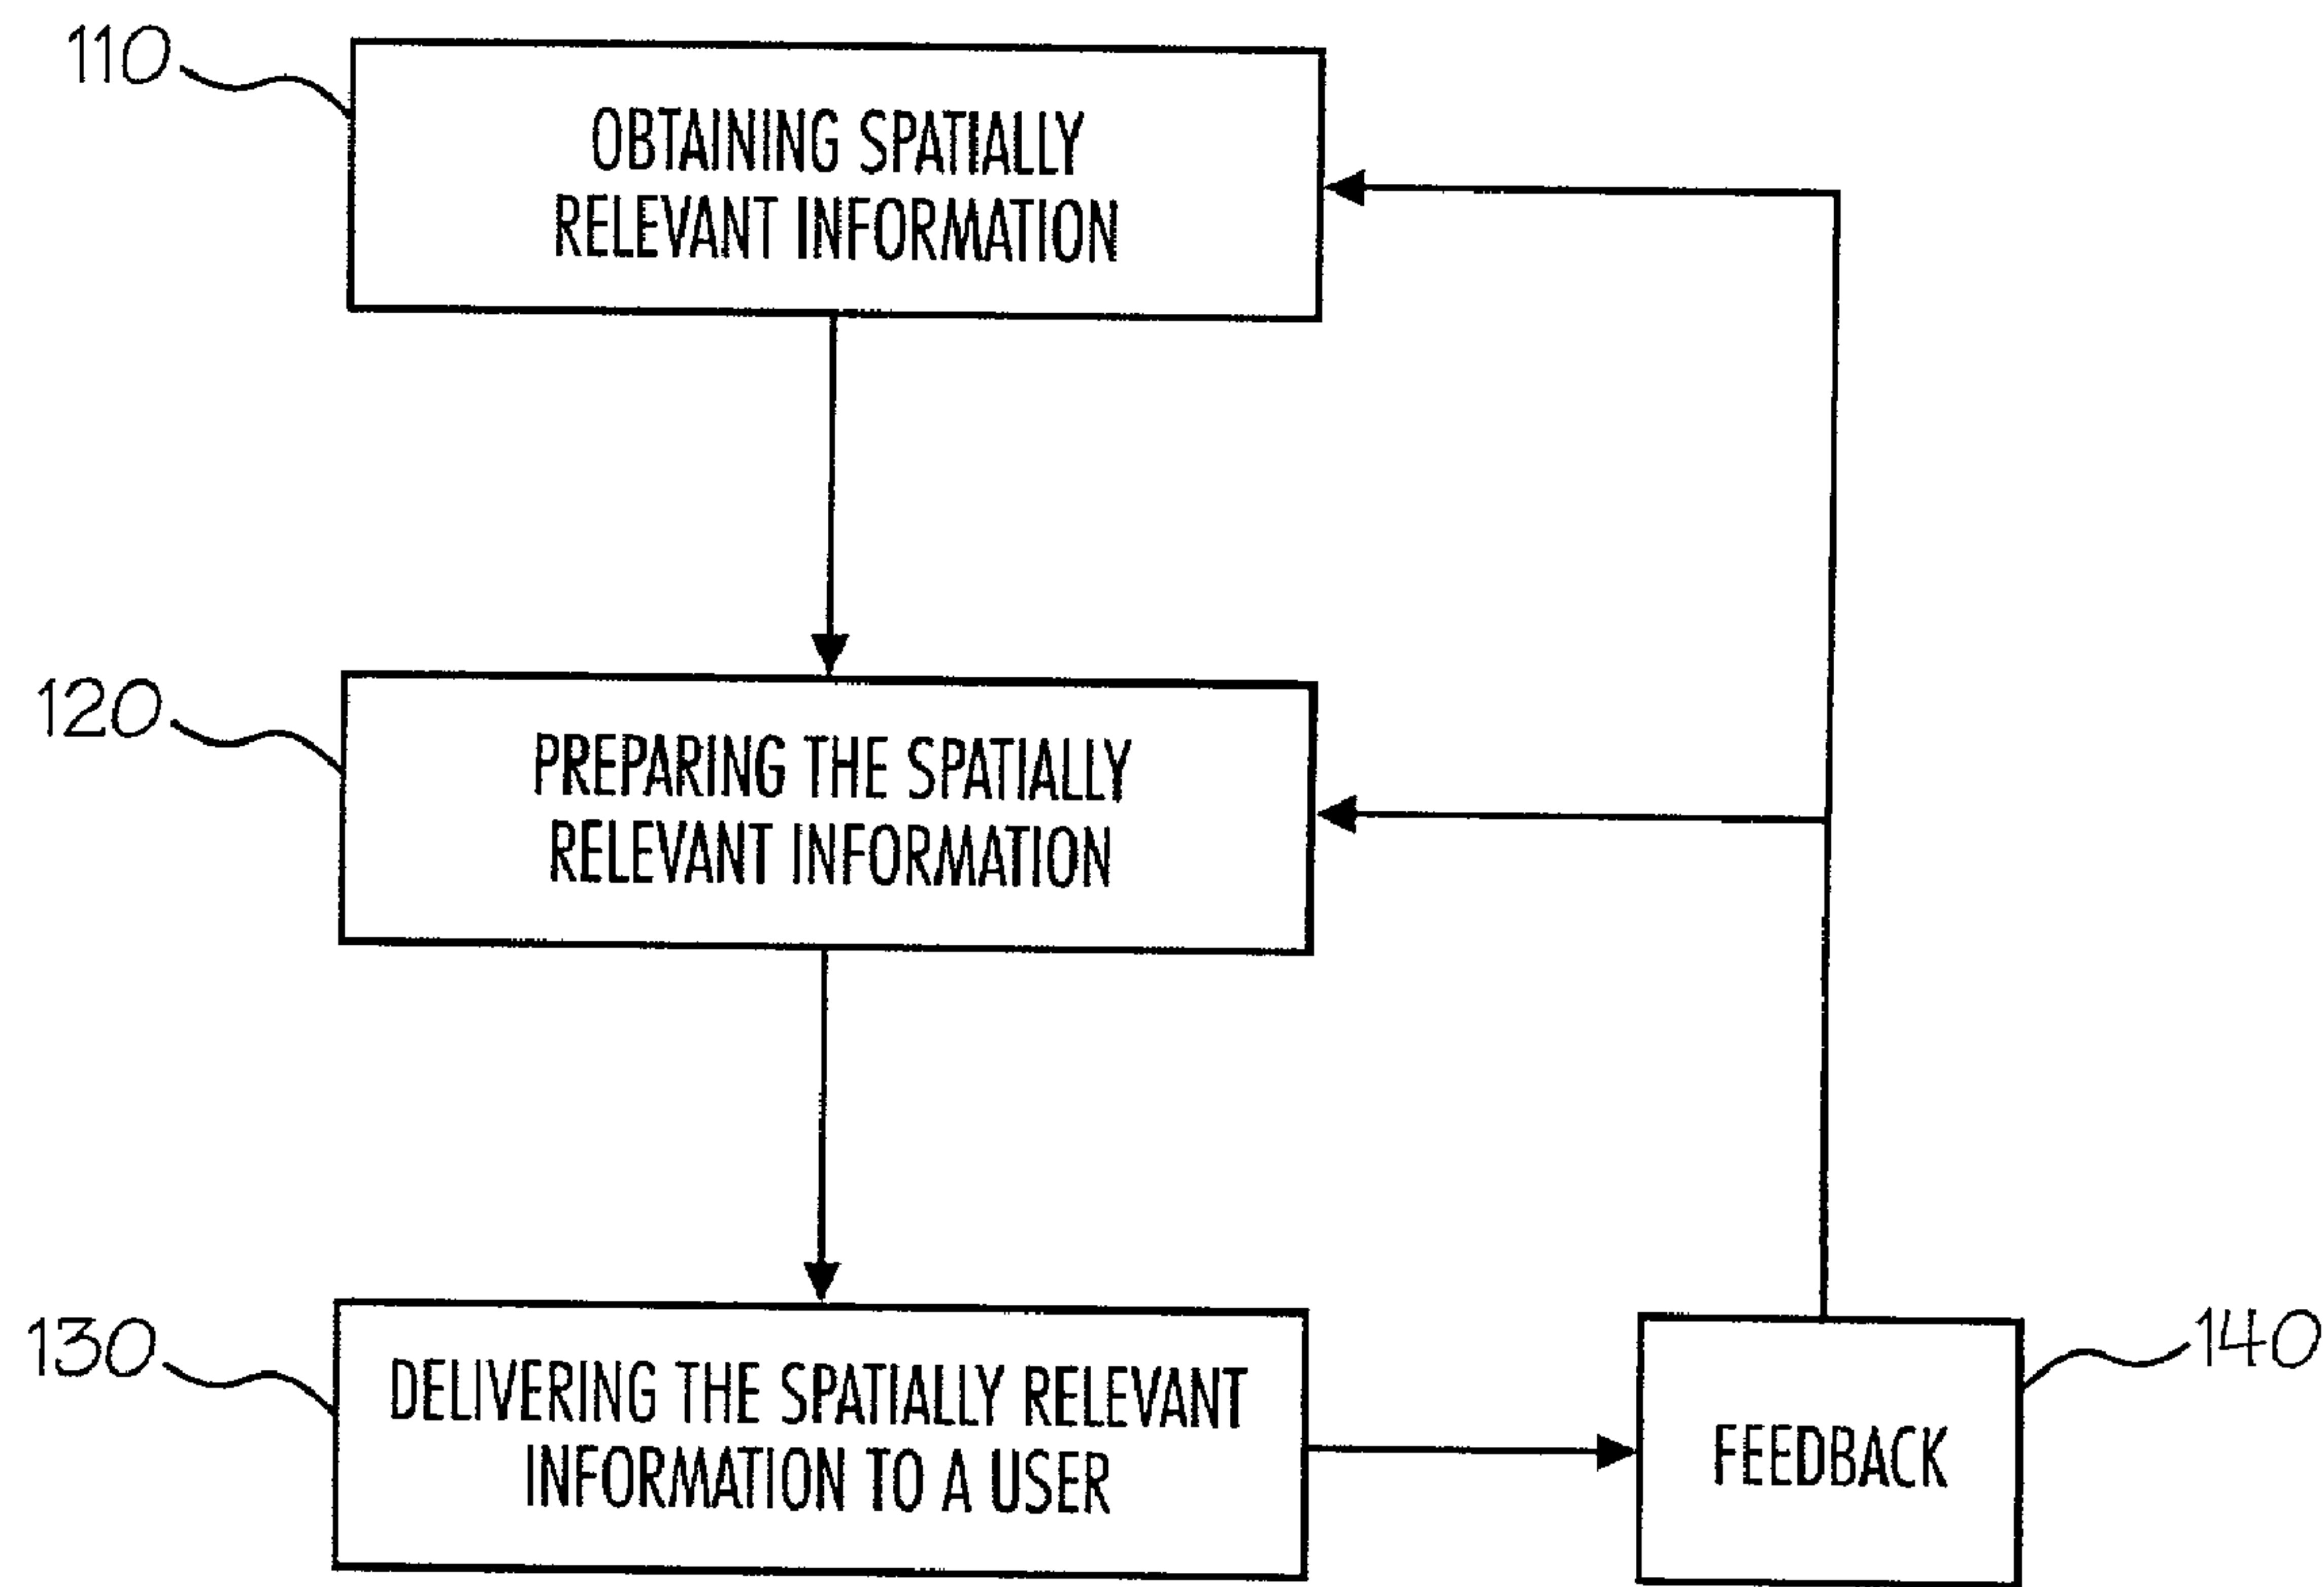 110
OBTAINING SPATIALLY
RELEVANT INFORMATION
120
PREPARING THE SPATIALLY
RELEVANT INFORMATION
130
DELIVERING THE SPATIALLY RELEVANT
INFORMATION TO A USER
FEEDBACK
140